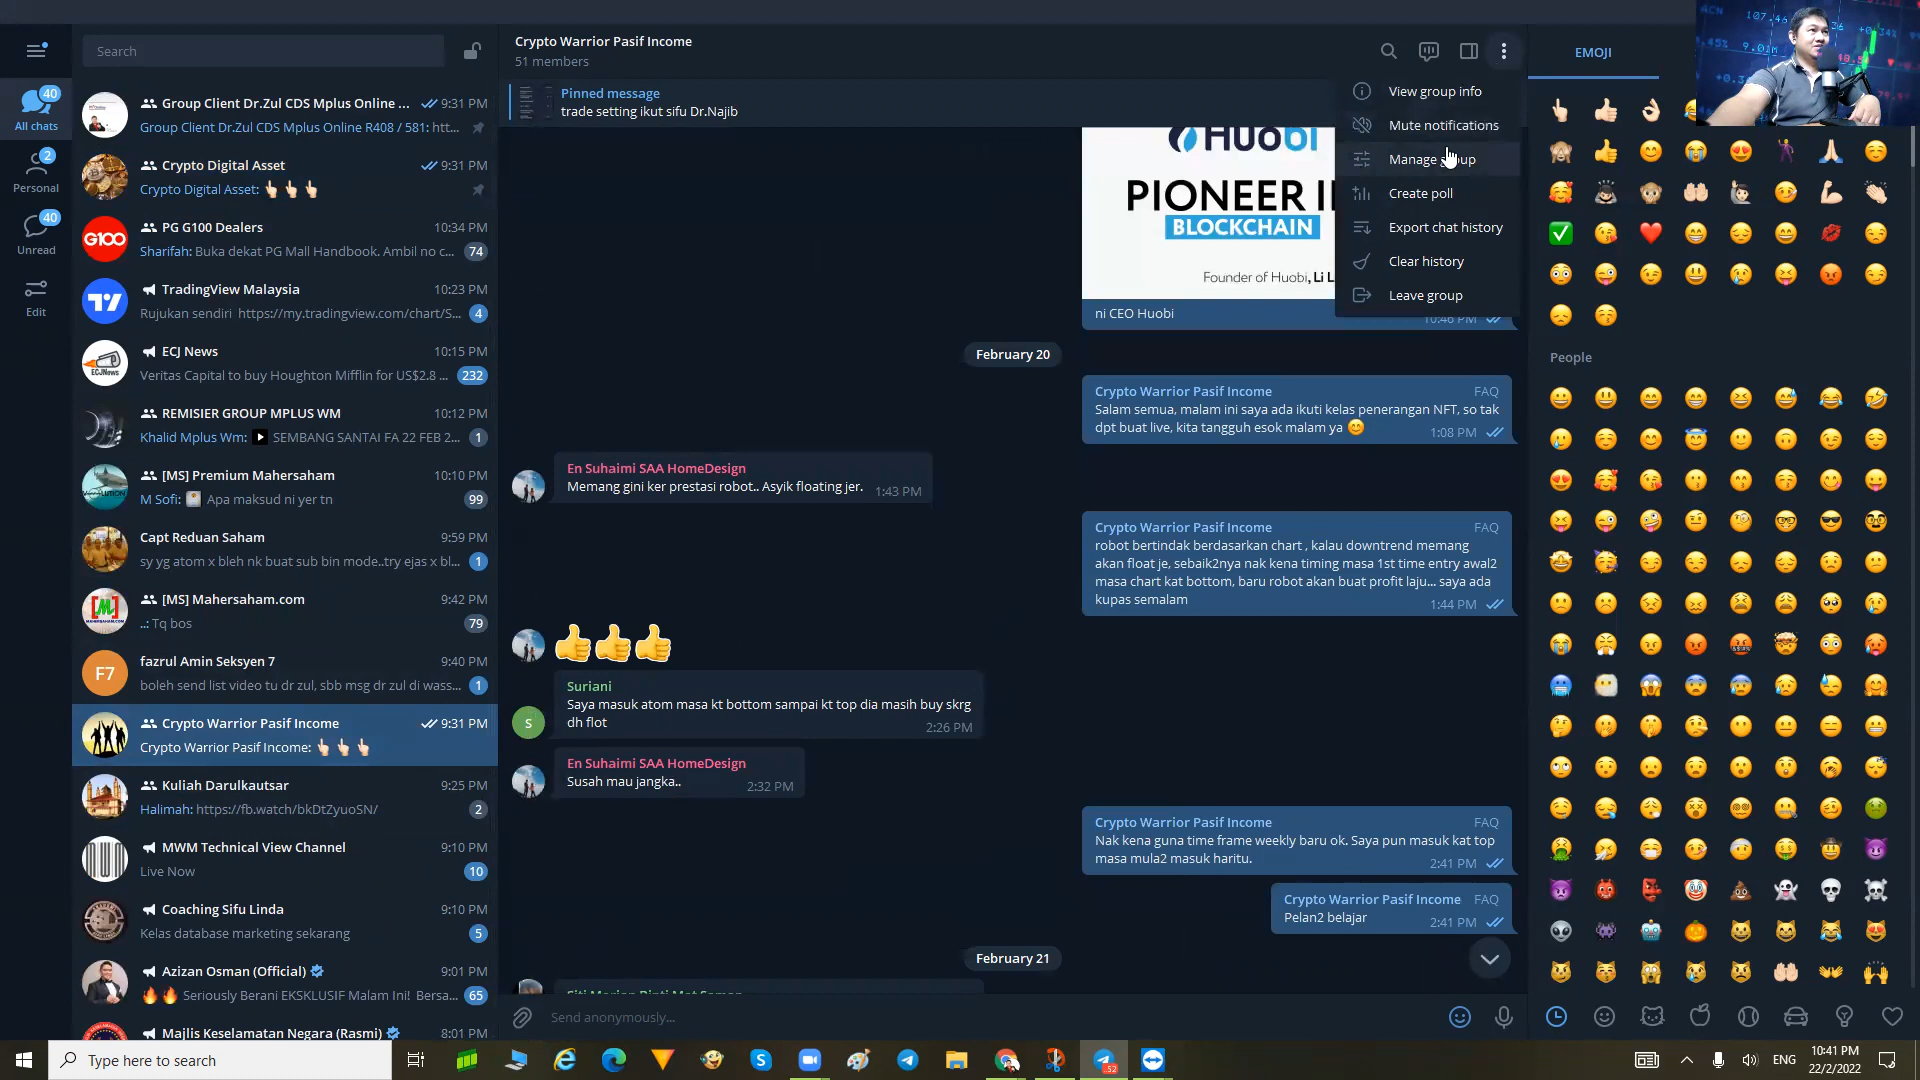 Search
All chats
40
Personal
2
Unread
40
Edit
Group Client Dr.Zul CDS Mplus Online ... 9:31 PM
Group Client Dr.Zul CDS Mplus Online R408 / 581: htt...
Crypto Digital Asset 9:31 PM
Crypto Digital Asset: 👆🏻👆🏻👆🏻
PG G100 Dealers 10:34 PM
Sharifah: Buka dekat PG Mall Handbook. Ambil no c... 74
G100
TradingView Malaysia 10:23 PM
Rujukan sendiri https://my.tradingview.com/chart/S... 4
ECJ News 10:15 PM
Veritas Capital to buy Houghton Mifflin for US$2.8 ... 232
ECJNews
REMISIER GROUP MPLUS WM 10:12 PM
Khalid Mplus Wm: SEMBANG SANTAI FA 22 FEB 2... 1
[MS] Premium Mahersaham 10:10 PM
M Sofi: Apa maksud ni yer tn 99
Capt Reduan Saham 9:59 PM
sy yg atom x bleh nk buat sub bin mode..try ejas x bl... 1
[MS] Mahersaham.com 9:42 PM
..: Tq bos 79
fazrul Amin Seksyen 7 9:40 PM
boleh send list video tu dr zul, sbb msg dr zul di wass... 1
F7
Crypto Warrior Pasif Income 9:31 PM
Crypto Warrior Pasif Income: 👆🏻👆🏻👆🏻
Kuliah Darulkautsar 9:25 PM
Halimah: https://fb.watch/bkDtZyuoSN/ 2
MWM Technical View Channel 9:10 PM
Live Now 10
Coaching Sifu Linda 9:10 PM
Kelas database marketing sekarang 5
Azizan Osman (Official) 9:01 PM
🔥🔥 Seriously Berani EKSKLUSIF Malam Ini! Bersa... 65
Majlis Keselamatan Negara (Rasmi) 8:01 PM
Crypto Warrior Pasif Income
51 members
Pinned message
trade setting ikut sifu Dr.Najib
HUOBI
PIONEER I
BLOCKCHAIN
Founder of Huobi, Li L
ni CEO Huobi
10:46 PM
View group info
Mute notifications
Manage group
Create poll
Export chat history
Clear history
Leave group
February 20
Crypto Warrior Pasif Income FAQ
Salam semua, malam ini saya ada ikuti kelas penerangan NFT, so tak
dpt buat live, kita tangguh esok malam ya 😊
1:08 PM
En Suhaimi SAA HomeDesign
Memang gini ker prestasi robot.. Asyik floating jer. 1:43 PM
Crypto Warrior Pasif Income FAQ
robot bertindak berdasarkan chart , kalau downtrend memang
akan float je, sebaik2nya nak kena timing masa 1st time entry awal2
masa chart kat bottom, baru robot akan buat profit laju... saya ada
kupas semalam
1:44 PM
Suriani
Saya masuk atom masa kt bottom sampai kt top dia masih buy skrg
dh flot
2:26 PM
S
En Suhaimi SAA HomeDesign
Susah mau jangka.. 2:32 PM
Crypto Warrior Pasif Income FAQ
Nak kena guna time frame weekly baru ok. Saya pun masuk kat top
masa mula2 masuk haritu.
2:41 PM
Crypto Warrior Pasif Income FAQ
Pelan2 belajar 2:41 PM
February 21
Send anonymously...
EMOJI
People
Type here to search
52
ENG
10:41 PM
22/2/2022